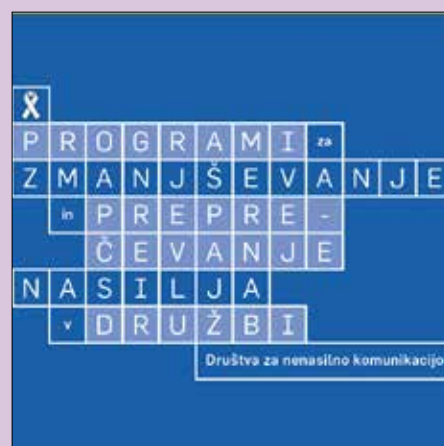 PROGRAMI za
ZMANJŠEVANJE
in PREPRE-
ČEVANJE
NASILJA
v DRUŽBI
Društva za nenasilno komunikacijo